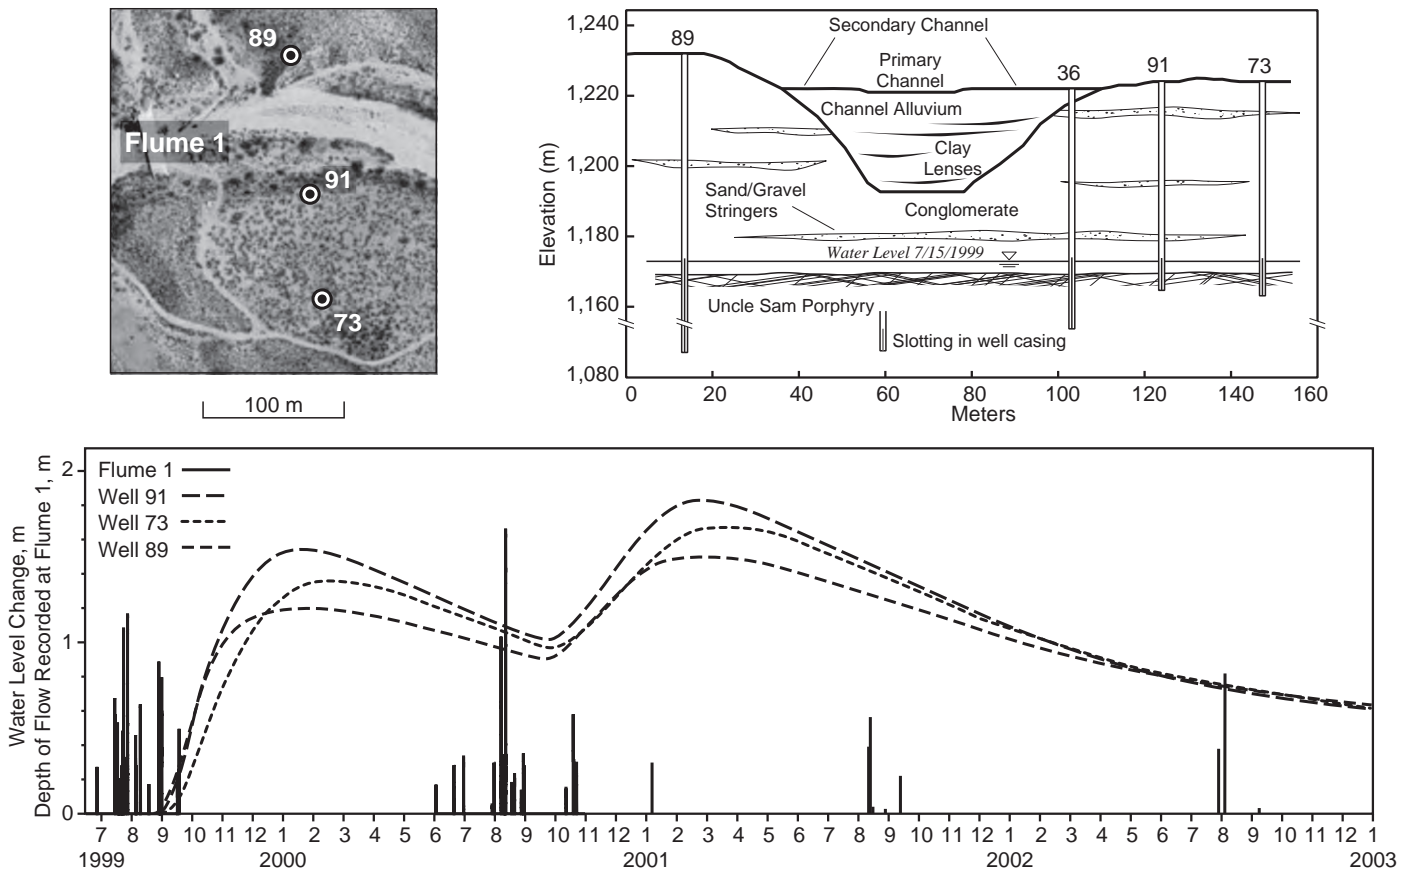 89
Flume 1
91
73
100 m
1,240
1,220
1,200
1,180
1,160
1,080
Elevation (m)
89
Secondary Channel
Primary
Channel
36
91
73
Channel Alluvium
Clay
Lenses
Sand/Gravel
Stringers
Conglomerate
Water Level 7/15/1999
Uncle Sam Porphyry
Slotting in well casing
0 20 40 60 80 100 120 140 160
Meters
Water Level Change, m
Depth of Flow Recorded at Flume 1, m
2
1
0
Flume 1
Well 91
Well 73
Well 89
7 8 9 10 11 12 1 2 3 4 5 6 7 8 9 10 11 12 1 2 3 4 5 6 7 8 9 10 11 12 1 2 3 4 5 6 7 8 9 10 11 12 1
1999 2000 2001 2002 2003